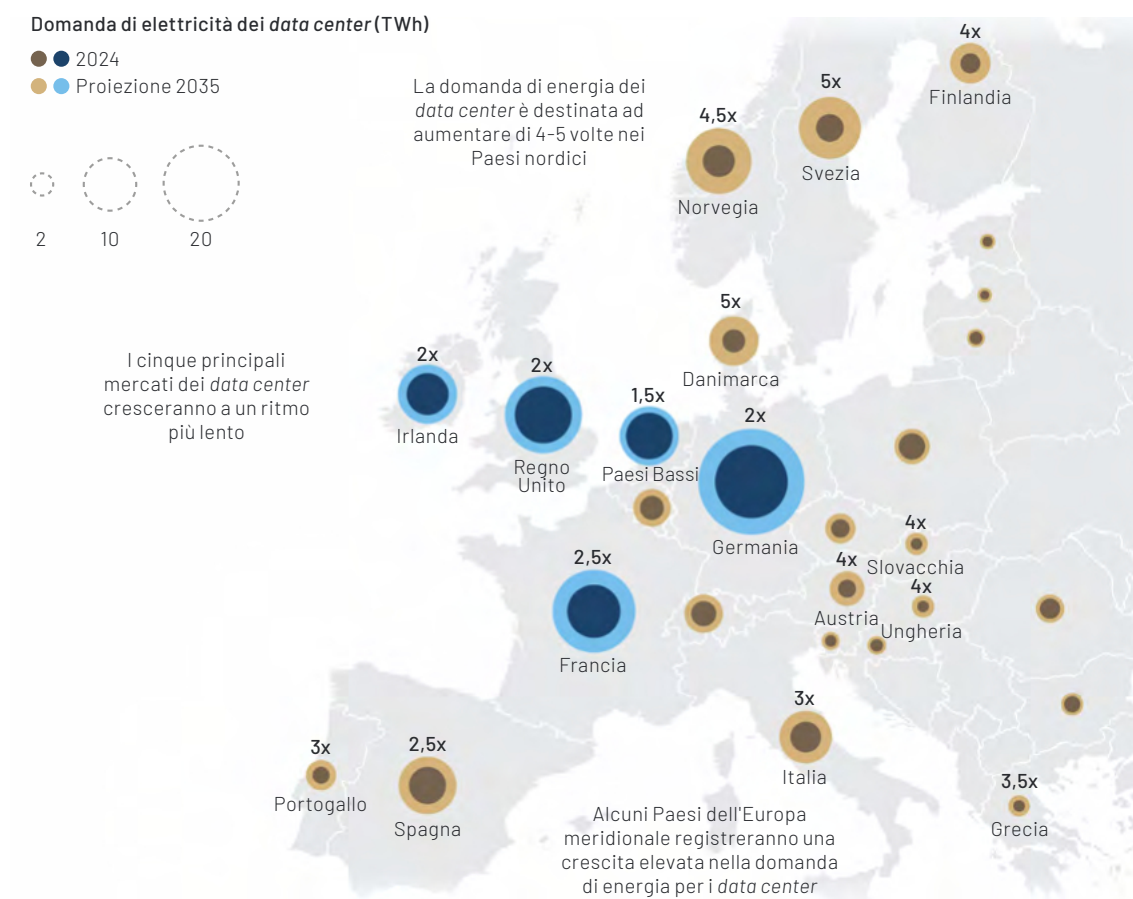 Domanda di elettricità dei data center (TWh)
2024
Proiezione 2035
2 10 20
La domanda di energia dei
data center è destinata ad
aumentare di 4-5 volte nei
Paesi nordici
4x
Finlandia
5x
Svezia
4,5x
Norvegia
5x
Danimarca
I cinque principali
mercati dei data center
cresceranno a un ritmo
più lento
2x
Irlanda
2x
Regno
Unito
1,5x
Paesi Bassi
2x
Germania
2,5x
Francia
4x
Slovacchia
4x
Austria
4x
Ungheria
3x
Portogallo
2,5x
Spagna
3x
Italia
3,5x
Grecia
Alcuni Paesi dell'Europa
meridionale registreranno una
crescita elevata nella domanda
di energia per i data center